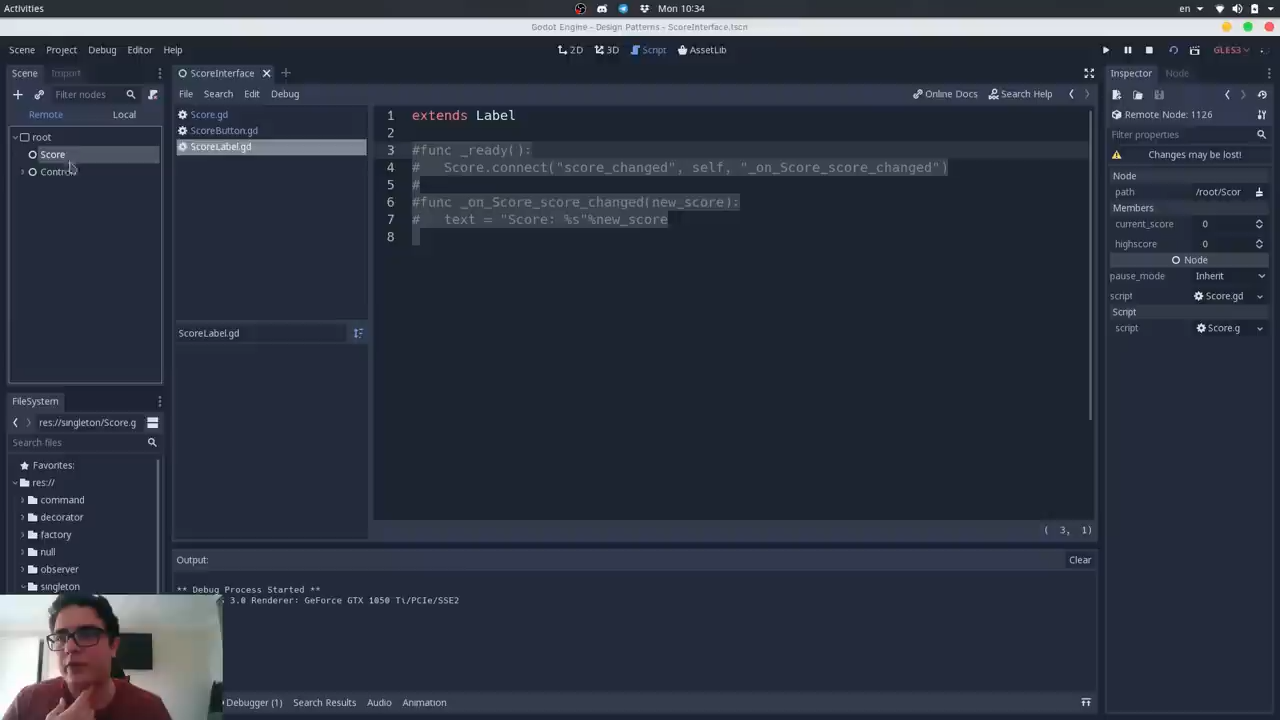 Activities
Mon 10:34
en
Godot Engine - Design Patterns - ScoreInterface.tscn
Scene Project Debug Editor Help
2D 3D Script AssetLib
GLES3
Scene Import
ScoreInterface
Inspector Node
Filter nodes
File Search Edit Debug
Online Docs Search Help
Remote Local
Remote Node: 1126
Filter properties
Changes may be lost!
root
Score
Control
Score.gd
ScoreButton.gd
ScoreLabel.gd
ScoreLabel.gd
1 extends Label
2
3 #func _ready():
4 # Score.connect("score_changed", self, "_on_Score_score_changed")
5 #
6 #func _on_Score_score_changed(new_score):
7 # text = "Score: %s"%new_score
8
( 3, 1)
Node
path /root/Scor
Members
current_score 0
highscore 0
Node
pause_mode Inherit
script Score.gd
Script
script Score.g
FileSystem
res://singleton/Score.g
Search files
Favorites:
res://
command
decorator
factory
null
observer
singleton
Output:
Clear
** Debug Process Started **
3.0 Renderer: GeForce GTX 1050 Ti/PCIe/SSE2
Debugger (1) Search Results Audio Animation